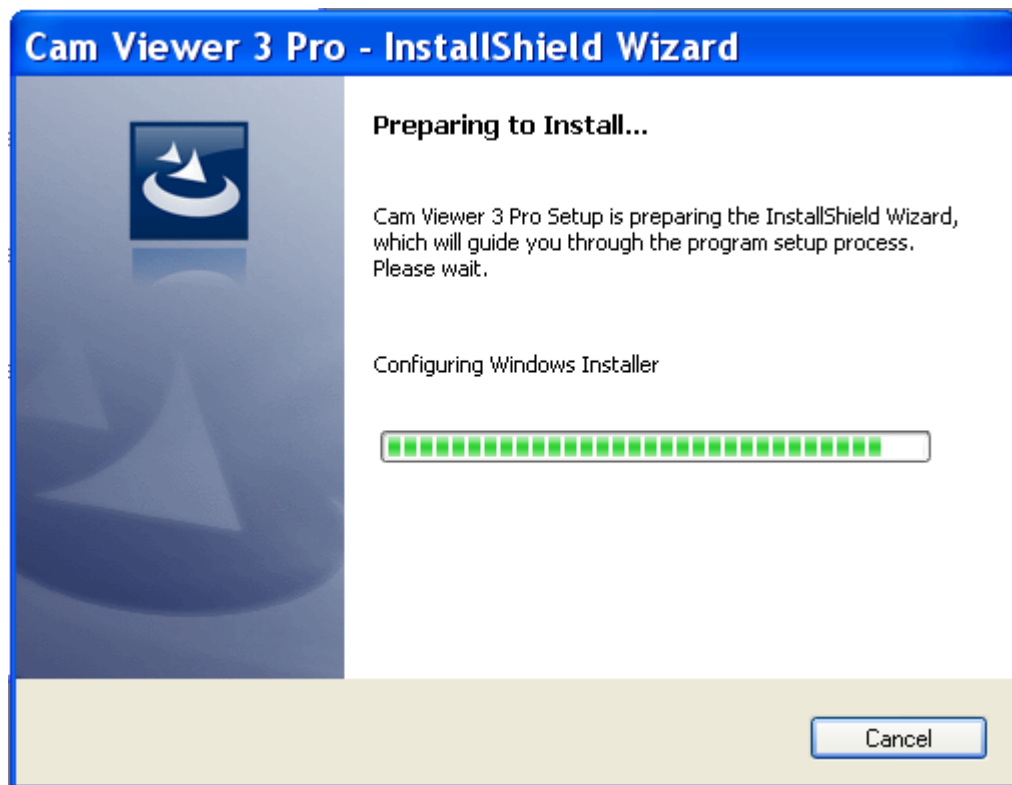 Cam Viewer 3 Pro - InstallShield Wizard
Preparing to Install...
Cam Viewer 3 Pro Setup is preparing the InstallShield Wizard,
which will guide you through the program setup process.
Please wait.
Configuring Windows Installer
Cancel